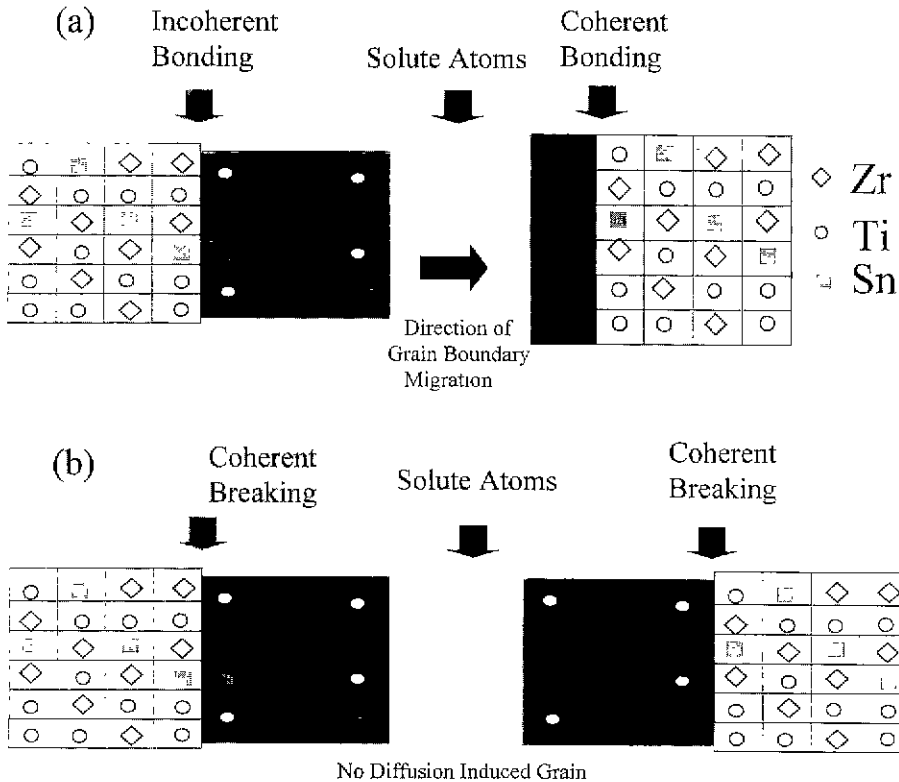 (a)
Incoherent
Bonding
Solute Atoms
Coherent
Bonding
Zr
Ti
Sn
Direction of
Grain Boundary
Migration
(b)
Coherent
Breaking
Solute Atoms
Coherent
Breaking
No Diffusion Induced Grain